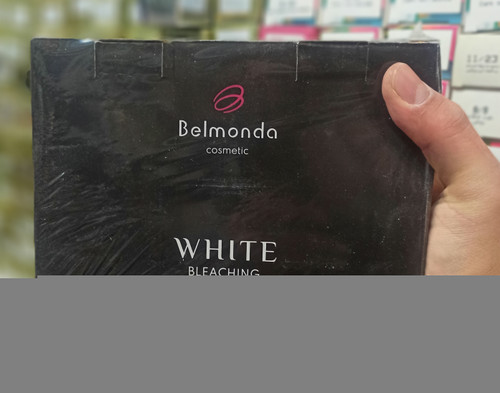 Belmonda
cosmetic
WHITE
BLEACHING